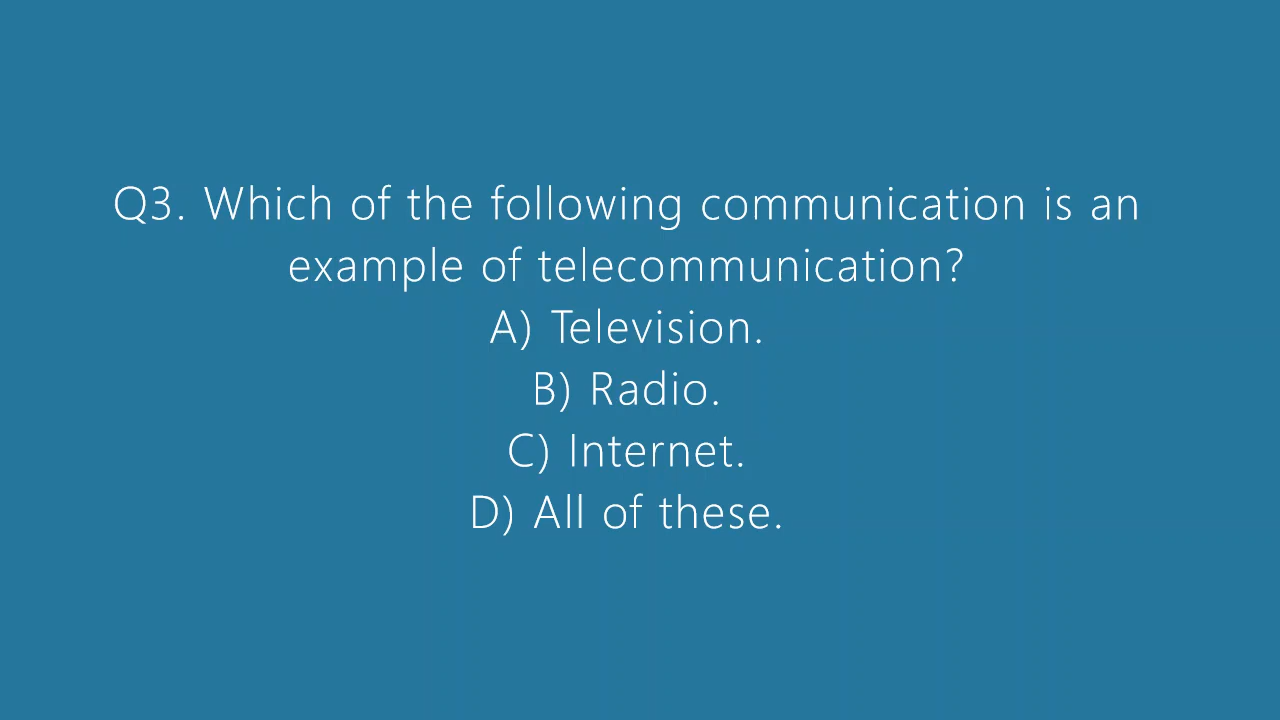 Q3. Which of the following communication is an
example of telecommunication?
A) Television.
B) Radio.
C) Internet.
D) All of these.